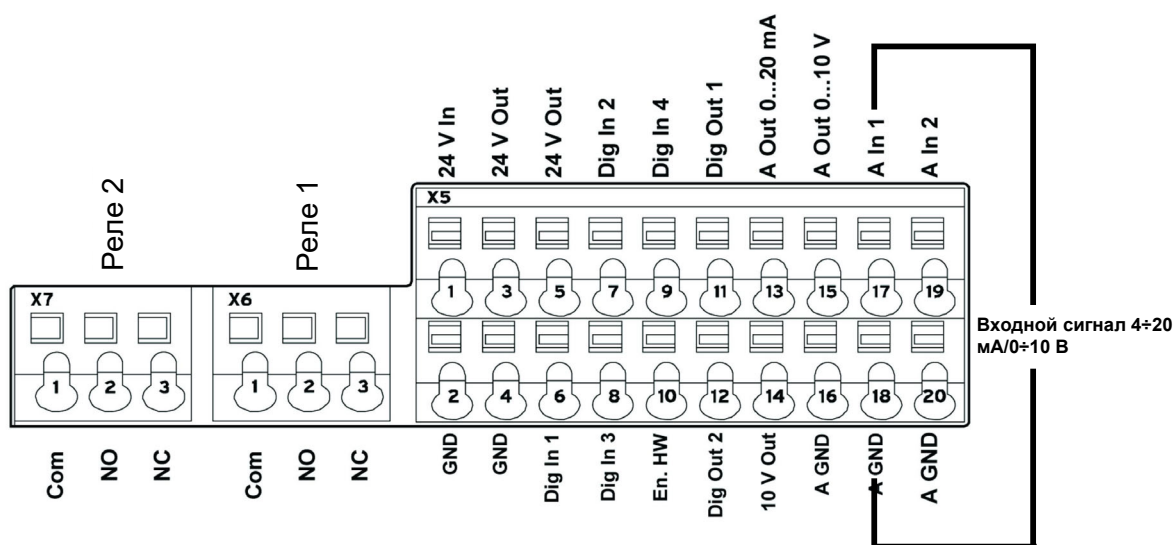 24 V In
24 V Out
24 V Out
Dig In 2
Dig In 4
Dig Out 1
A Out 0...20 mA
A Out 0...10 V
A In 1
A In 2
Реле 2
Реле 1
X5
1 3 5 7 9 11 13 15 17 19
X7
X6
Входной сигнал 4÷20
мА/0÷10 В
1 2 3
1 2 3
2 4 6 8 10 12 14 16 18 20
Com
NO
NC
Com
NO
NC
GND
GND
Dig In 1
Dig In 3
En. HW
Dig Out 2
10 V Out
A GND
A GND
A GND